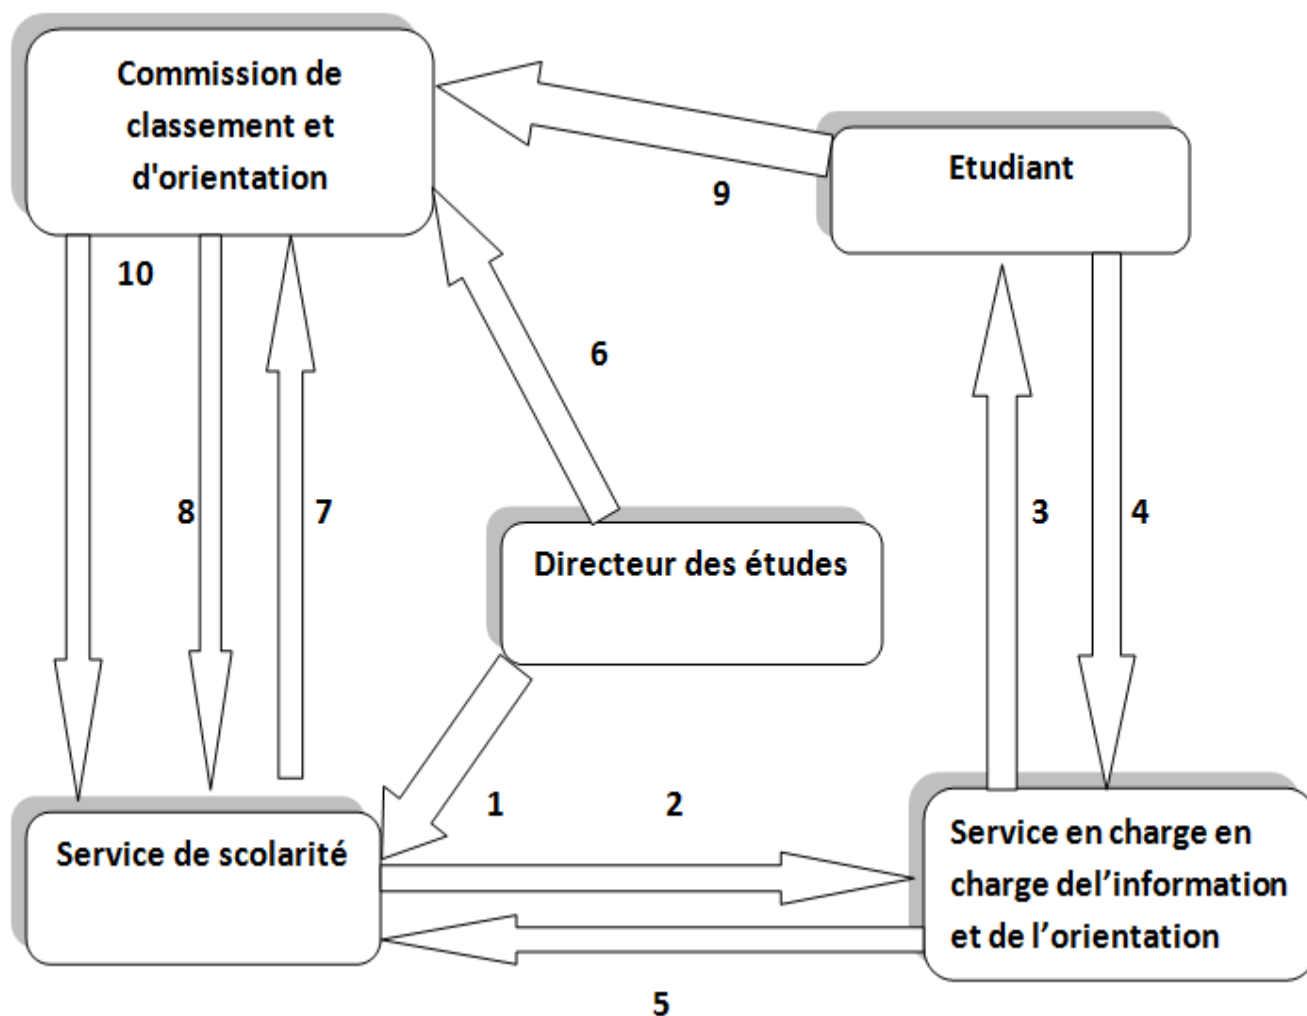 Commission de
classement et
d'orientation
Etudiant
9
10
6
8
7
3
4
Directeur des études
1
2
Service de scolarité
Service en charge en
charge del’information
et de l’orientation
5